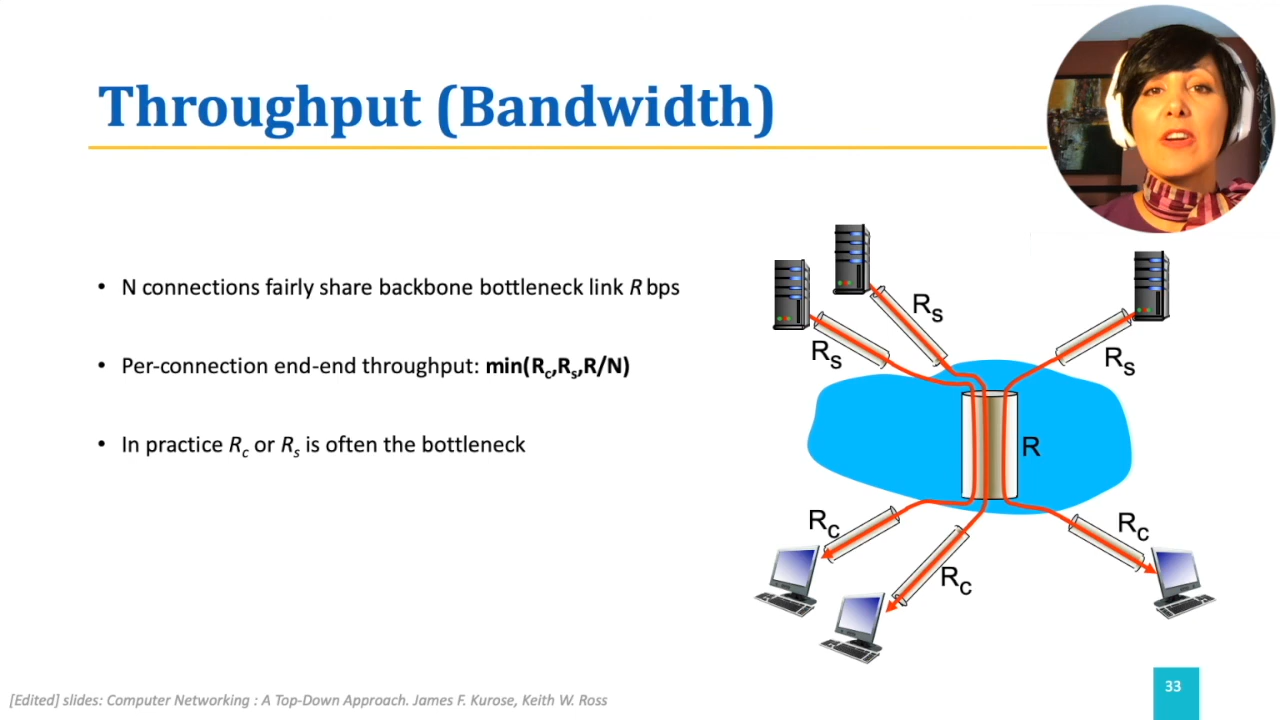 Throughput (Bandwidth)
• N connections fairly share backbone bottleneck link R bps
• Per-connection end-end throughput: min(Rc,Rs,R/N)
• In practice Rc or Rs is often the bottleneck
Rs
Rs
Rs
R
Rc
Rc
Rc
[Edited] slides: Computer Networking : A Top-Down Approach. James F. Kurose, Keith W. Ross
33